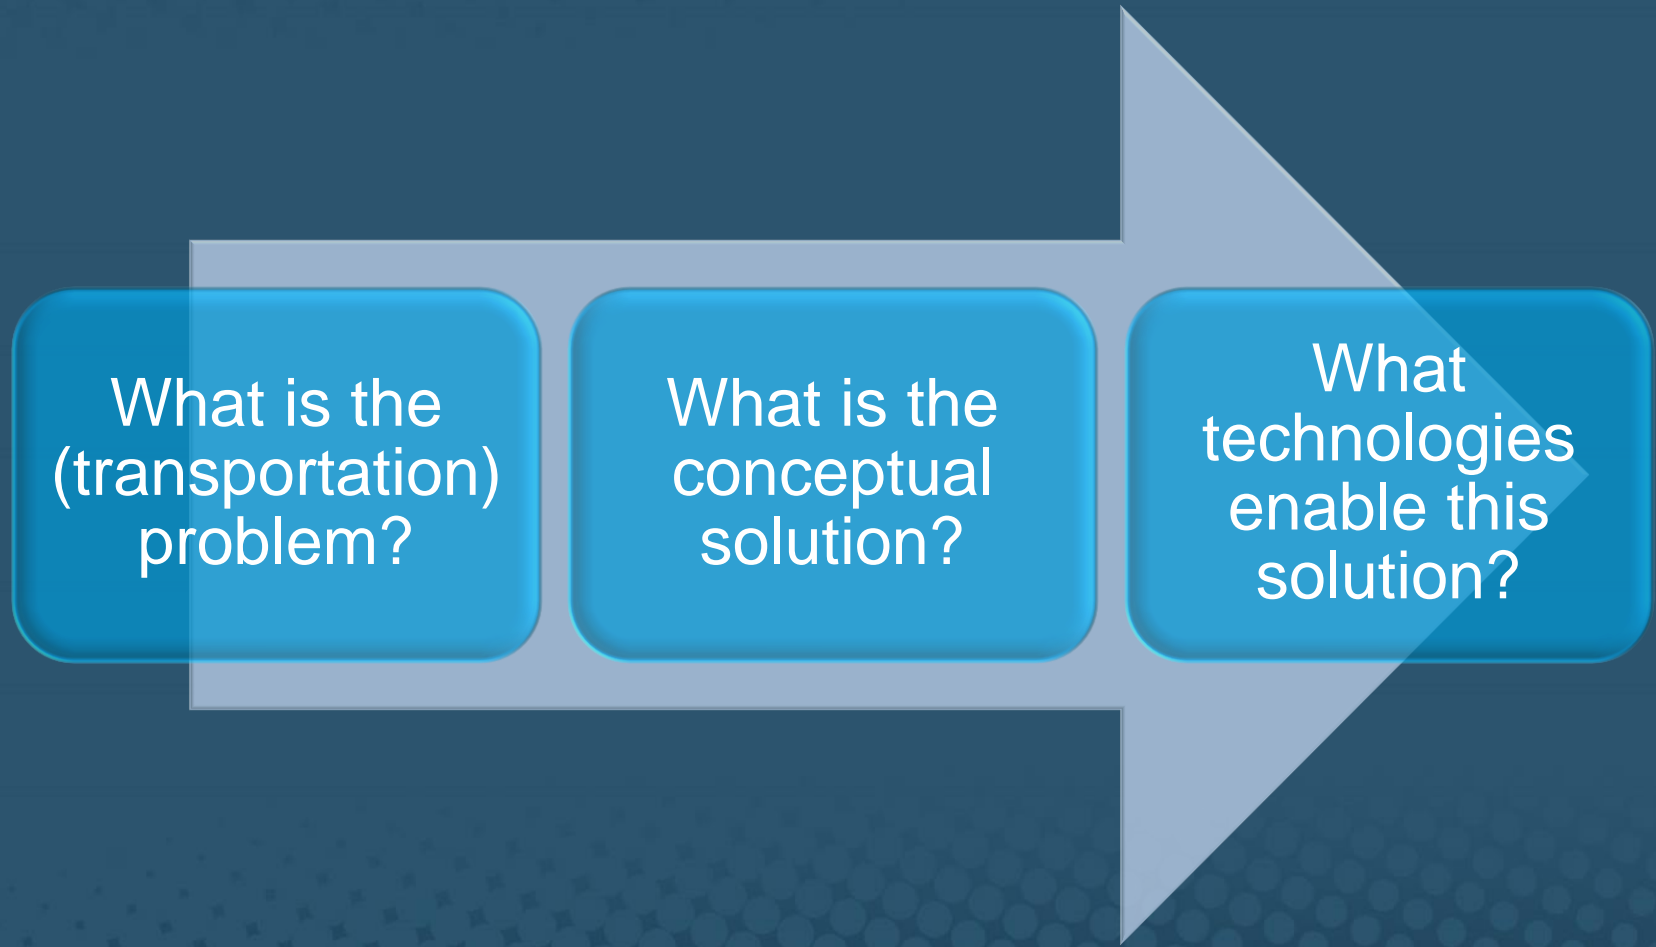 What is the
(transportation)
problem?
What is the
conceptual
solution?
What
technologies
enable this
solution?